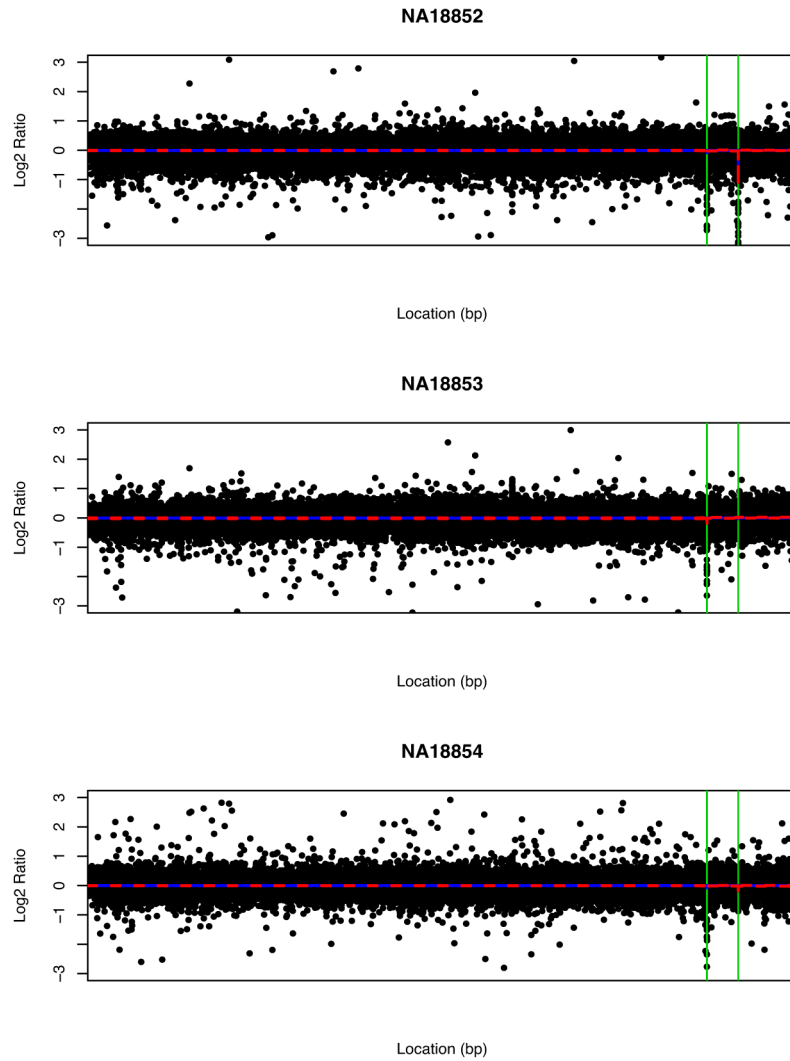 NA18852
3
2
1
0
−1
−3
Log2 Ratio
Location (bp)
NA18853
3
2
1
0
−1
−3
Log2 Ratio
Location (bp)
NA18854
3
2
1
0
−1
−3
Log2 Ratio
Location (bp)